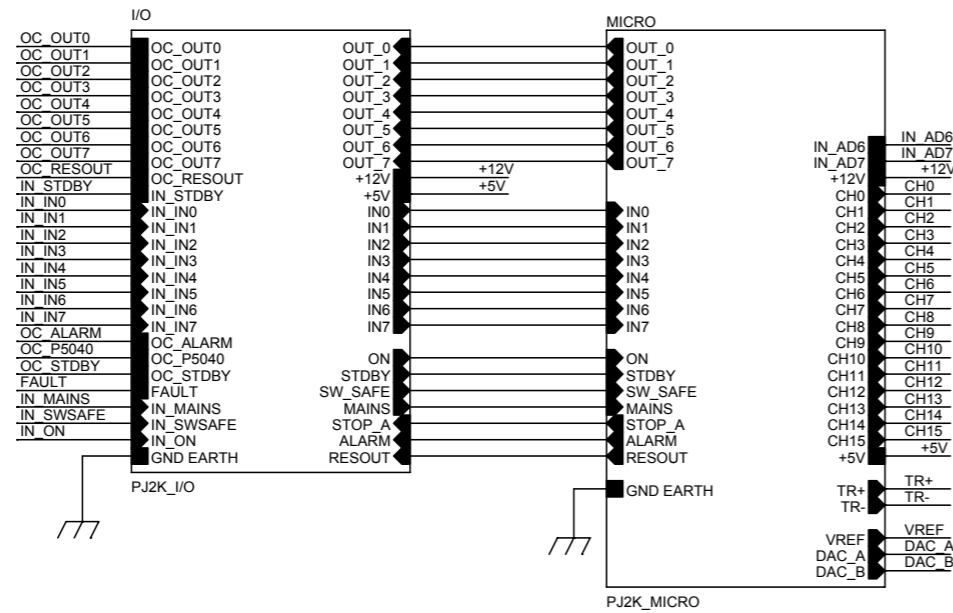 I/O
MICRO
OC_OUT0
OC_OUT1
OC_OUT2
OC_OUT3
OC_OUT4
OC_OUT5
OC_OUT6
OC_OUT7
OC_RESOUT
IN_STDBY
IN_IN0
IN_IN1
IN_IN2
IN_IN3
IN_IN4
IN_IN5
IN_IN6
IN_IN7
OC_ALARM
OC_P5040
OC_STDBY
FAULT
IN_MAINS
IN_SWSAFE
IN_ON
OC_OUT0
OC_OUT1
OC_OUT2
OC_OUT3
OC_OUT4
OC_OUT5
OC_OUT6
OC_OUT7
OC_RESOUT
IN_STDBY
IN_IN0
IN_IN1
IN_IN2
IN_IN3
IN_IN4
IN_IN5
IN_IN6
IN_IN7
OC_ALARM
OC_P5040
OC_STDBY
FAULT
IN_MAINS
IN_SWSAFE
IN_ON
GND EARTH
OUT_0
OUT_1
OUT_2
OUT_3
OUT_4
OUT_5
OUT_6
OUT_7
+12V
+5V
IN0
IN1
IN2
IN3
IN4
IN5
IN6
IN7
ON
STDBY
SW_SAFE
MAINS
STOP_A
ALARM
RESOUT
PJ2K_I/O
+12V
+5V
OUT_0
OUT_1
OUT_2
OUT_3
OUT_4
OUT_5
OUT_6
OUT_7
IN0
IN1
IN2
IN3
IN4
IN5
IN6
IN7
ON
STDBY
SW_SAFE
MAINS
STOP_A
ALARM
RESOUT
GND EARTH
IN_AD6
IN_AD7
+12V
CH0
CH1
CH2
CH3
CH4
CH5
CH6
CH7
CH8
CH9
CH10
CH11
CH12
CH13
CH14
CH15
+5V
TR+
TR-
VREF
DAC_A
DAC_B
IN_AD6
IN_AD7
+12V
CH0
CH1
CH2
CH3
CH4
CH5
CH6
CH7
CH8
CH9
CH10
CH11
CH12
CH13
CH14
CH15
+5V
TR+
TR-
VREF
DAC_A
DAC_B
PJ2K_MICRO